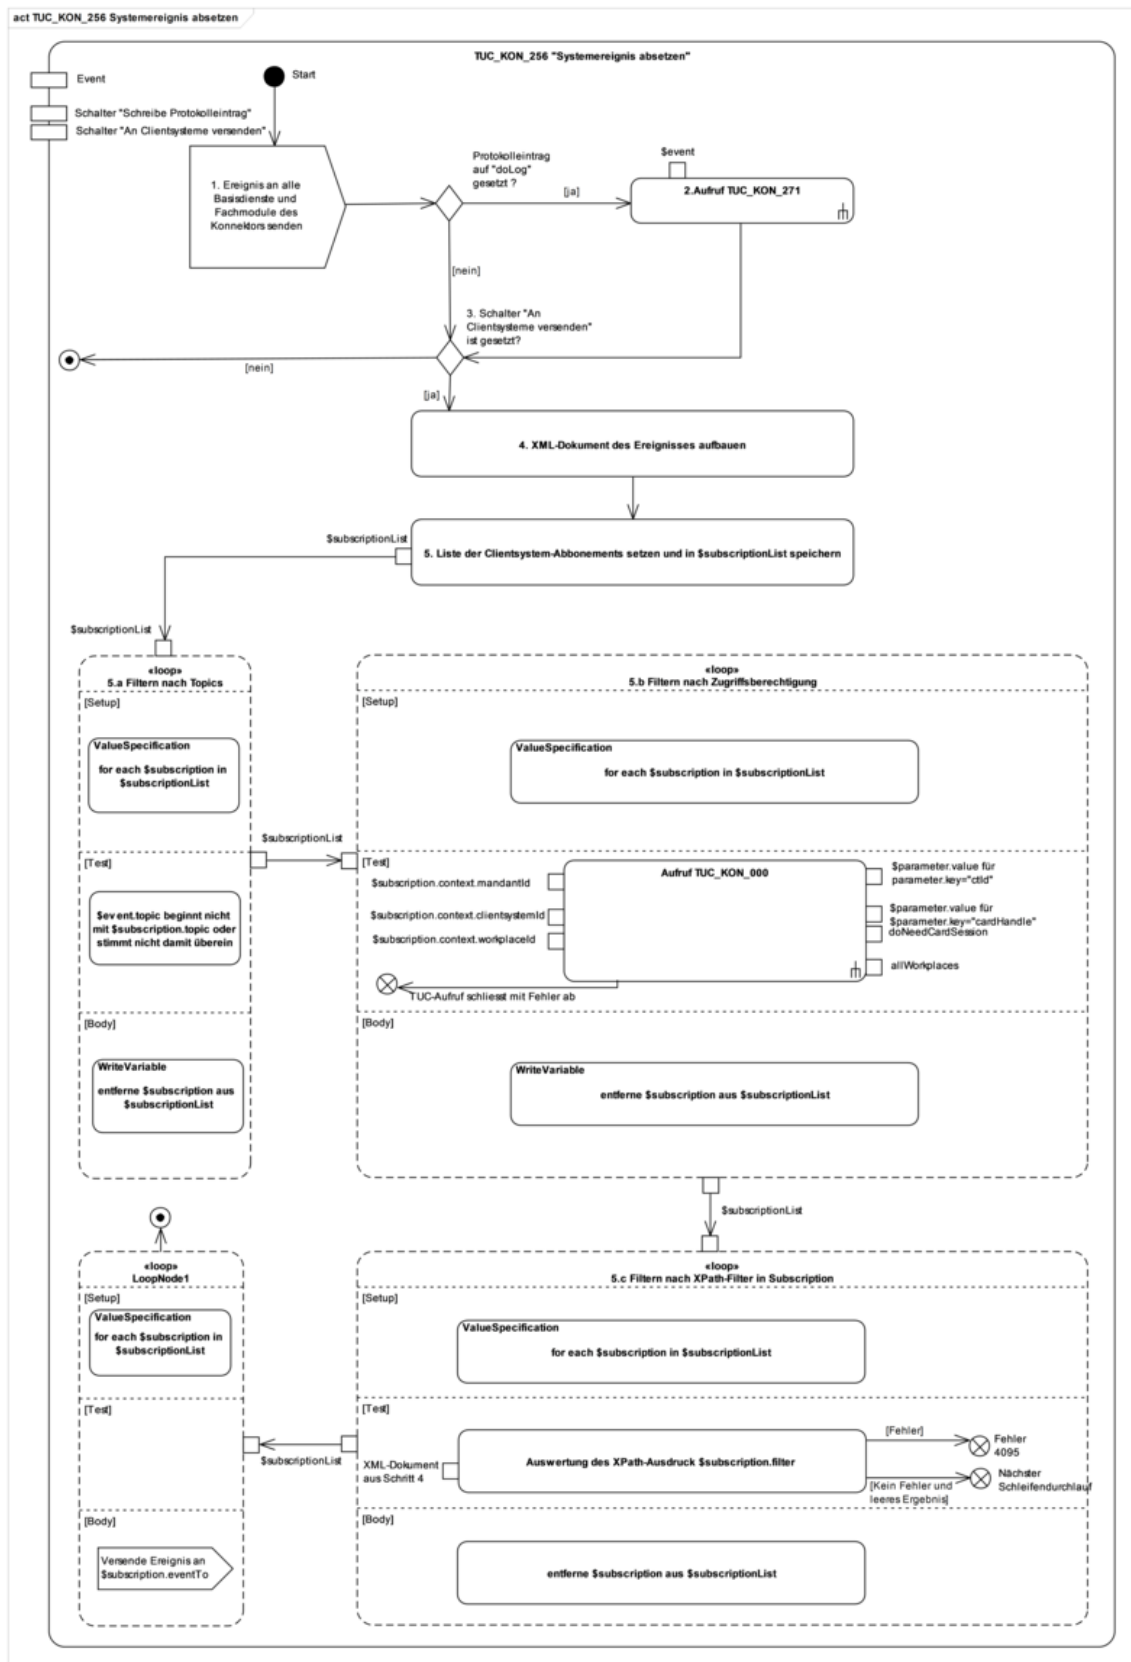 act TUC_KON_256 Systemereignis absetzen
TUC_KON_256 "Systemereignis absetzen"
Event
Start
Schalter "Schreibe Protokolleintrag"
Schalter "An Clientsysteme versenden"
1. Ereignis an alle
Basisdienste und
Fachmodule des
Konnektors senden
Protokolleintrag
auf "doLog"
gesetzt ?
[ja]
$event
2.Aufruf TUC_KON_271
[nein]
3. Schalter "An
Clientsysteme versenden"
ist gesetzt?
[nein]
[ja]
4. XML-Dokument des Ereignisses aufbauen
$subscriptionList
5. Liste der Clientsystem-Abbonements setzen und in $subscriptionList speichern
$subscriptionList
«loop»
5.a Filtern nach Topics
[Setup]
ValueSpecification
for each $subscription in
$subscriptionList
$subscriptionList
[Test]
$event.topic beginnt nicht
mit $subscription.topic oder
stimmt nicht damit überein
[Body]
WriteVariable
entferne $subscription aus
$subscriptionList
«loop»
5.b Filtern nach Zugriffsberechtigung
[Setup]
ValueSpecification
for each $subscription in $subscriptionList
[Test]
$subscription.context.mandantId
$subscription.context.clientsystemId
$subscription.context.workplaceId
Aufruf TUC_KON_000
$parameter.value für
parameter.key="ctId"
$parameter.value für
$parameter.key="cardHandle"
doNeedCardSession
allWorkplaces
TUC-Aufruf schliesst mit Fehler ab
[Body]
WriteVariable
entferne $subscription aus $subscriptionList
$subscriptionList
«loop»
5.c Filtern nach XPath-Filter in Subscription
[Setup]
ValueSpecification
for each $subscription in $subscriptionList
[Test]
XML-Dokument
aus Schritt 4
Auswertung des XPath-Ausdruck $subscription.filter
[Fehler]
Fehler
4095
[Kein Fehler und
leeres Ergebnis]
Nächster
Schleifendurchlauf
[Body]
entferne $subscription aus $subscriptionList
$subscriptionList
«loop»
LoopNode1
[Setup]
ValueSpecification
for each $subscription in
$subscriptionList
[Test]
[Body]
Versende Ereignis an
$subscription.eventTo